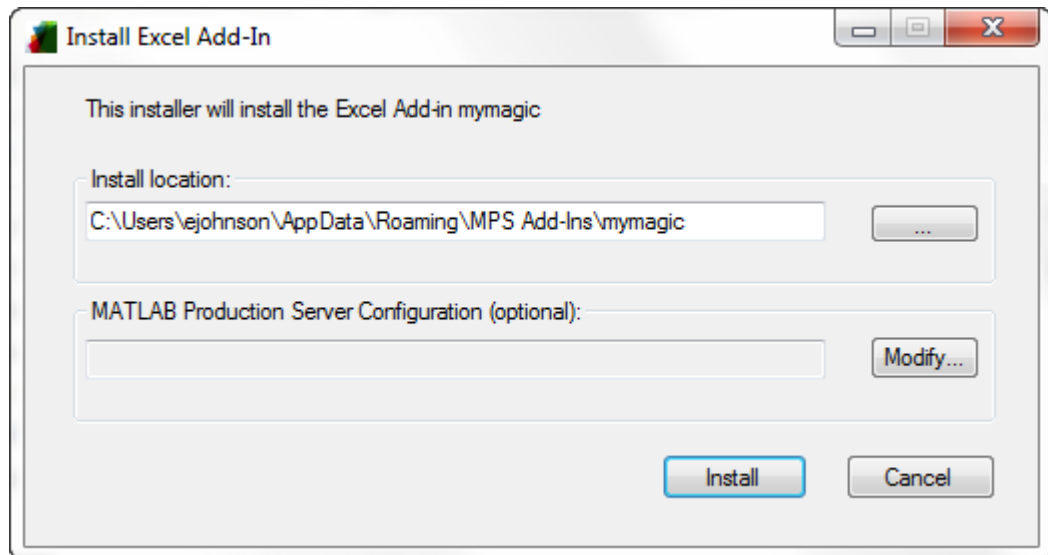 Install Excel Add-In
This installer will install the Excel Add-in mymagic
Install location:
C:\Users\ejohnson\AppData\Roaming\MPS Add-Ins\mymagic
...
MATLAB Production Server Configuration (optional):
Modify...
Install
Cancel